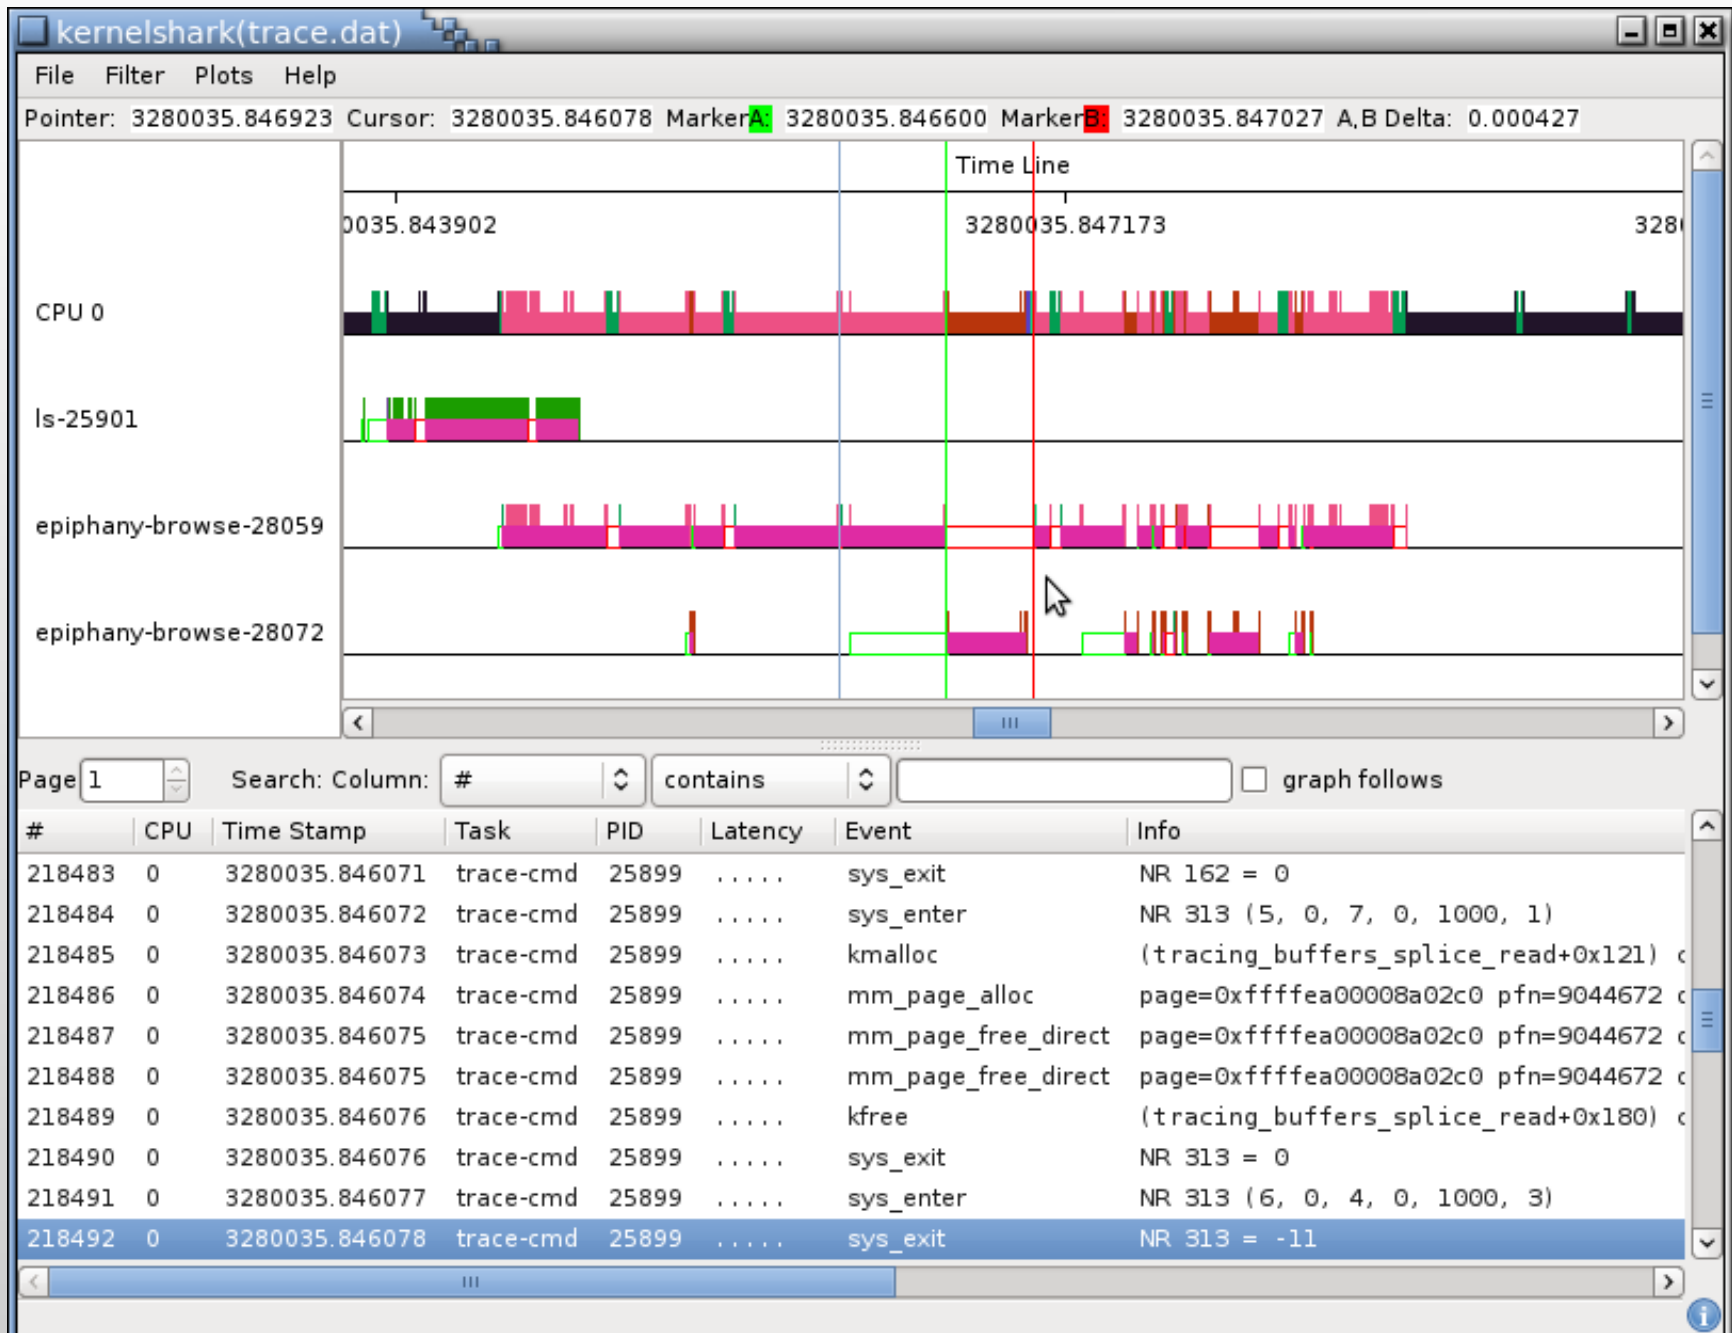 kernelshark(trace.dat)
File Filter Plots Help
Pointer: 3280035.846923 Cursor: 3280035.846078 MarkerA: 3280035.846600 MarkerB: 3280035.847027 A,B Delta: 0.000427
Time Line
0035.843902 3280035.847173 328
CPU 0
ls-25901
epiphany-browse-28059
epiphany-browse-28072
Page 1 Search: Column: # contains graph follows
# CPU Time Stamp Task PID Latency Event Info
218483 0 3280035.846071 trace-cmd 25899 ..... sys_exit NR 162 = 0
218484 0 3280035.846072 trace-cmd 25899 ..... sys_enter NR 313 (5, 0, 7, 0, 1000, 1)
218485 0 3280035.846073 trace-cmd 25899 ..... kmalloc (tracing_buffers_splice_read+0x121)
218486 0 3280035.846074 trace-cmd 25899 ..... mm_page_alloc page=0xffffea00008a02c0 pfn=9044672
218487 0 3280035.846075 trace-cmd 25899 ..... mm_page_free_direct page=0xffffea00008a02c0 pfn=9044672
218488 0 3280035.846075 trace-cmd 25899 ..... mm_page_free_direct page=0xffffea00008a02c0 pfn=9044672
218489 0 3280035.846076 trace-cmd 25899 ..... kfree (tracing_buffers_splice_read+0x180)
218490 0 3280035.846076 trace-cmd 25899 ..... sys_exit NR 313 = 0
218491 0 3280035.846077 trace-cmd 25899 ..... sys_enter NR 313 (6, 0, 4, 0, 1000, 3)
218492 0 3280035.846078 trace-cmd 25899 ..... sys_exit NR 313 = -11